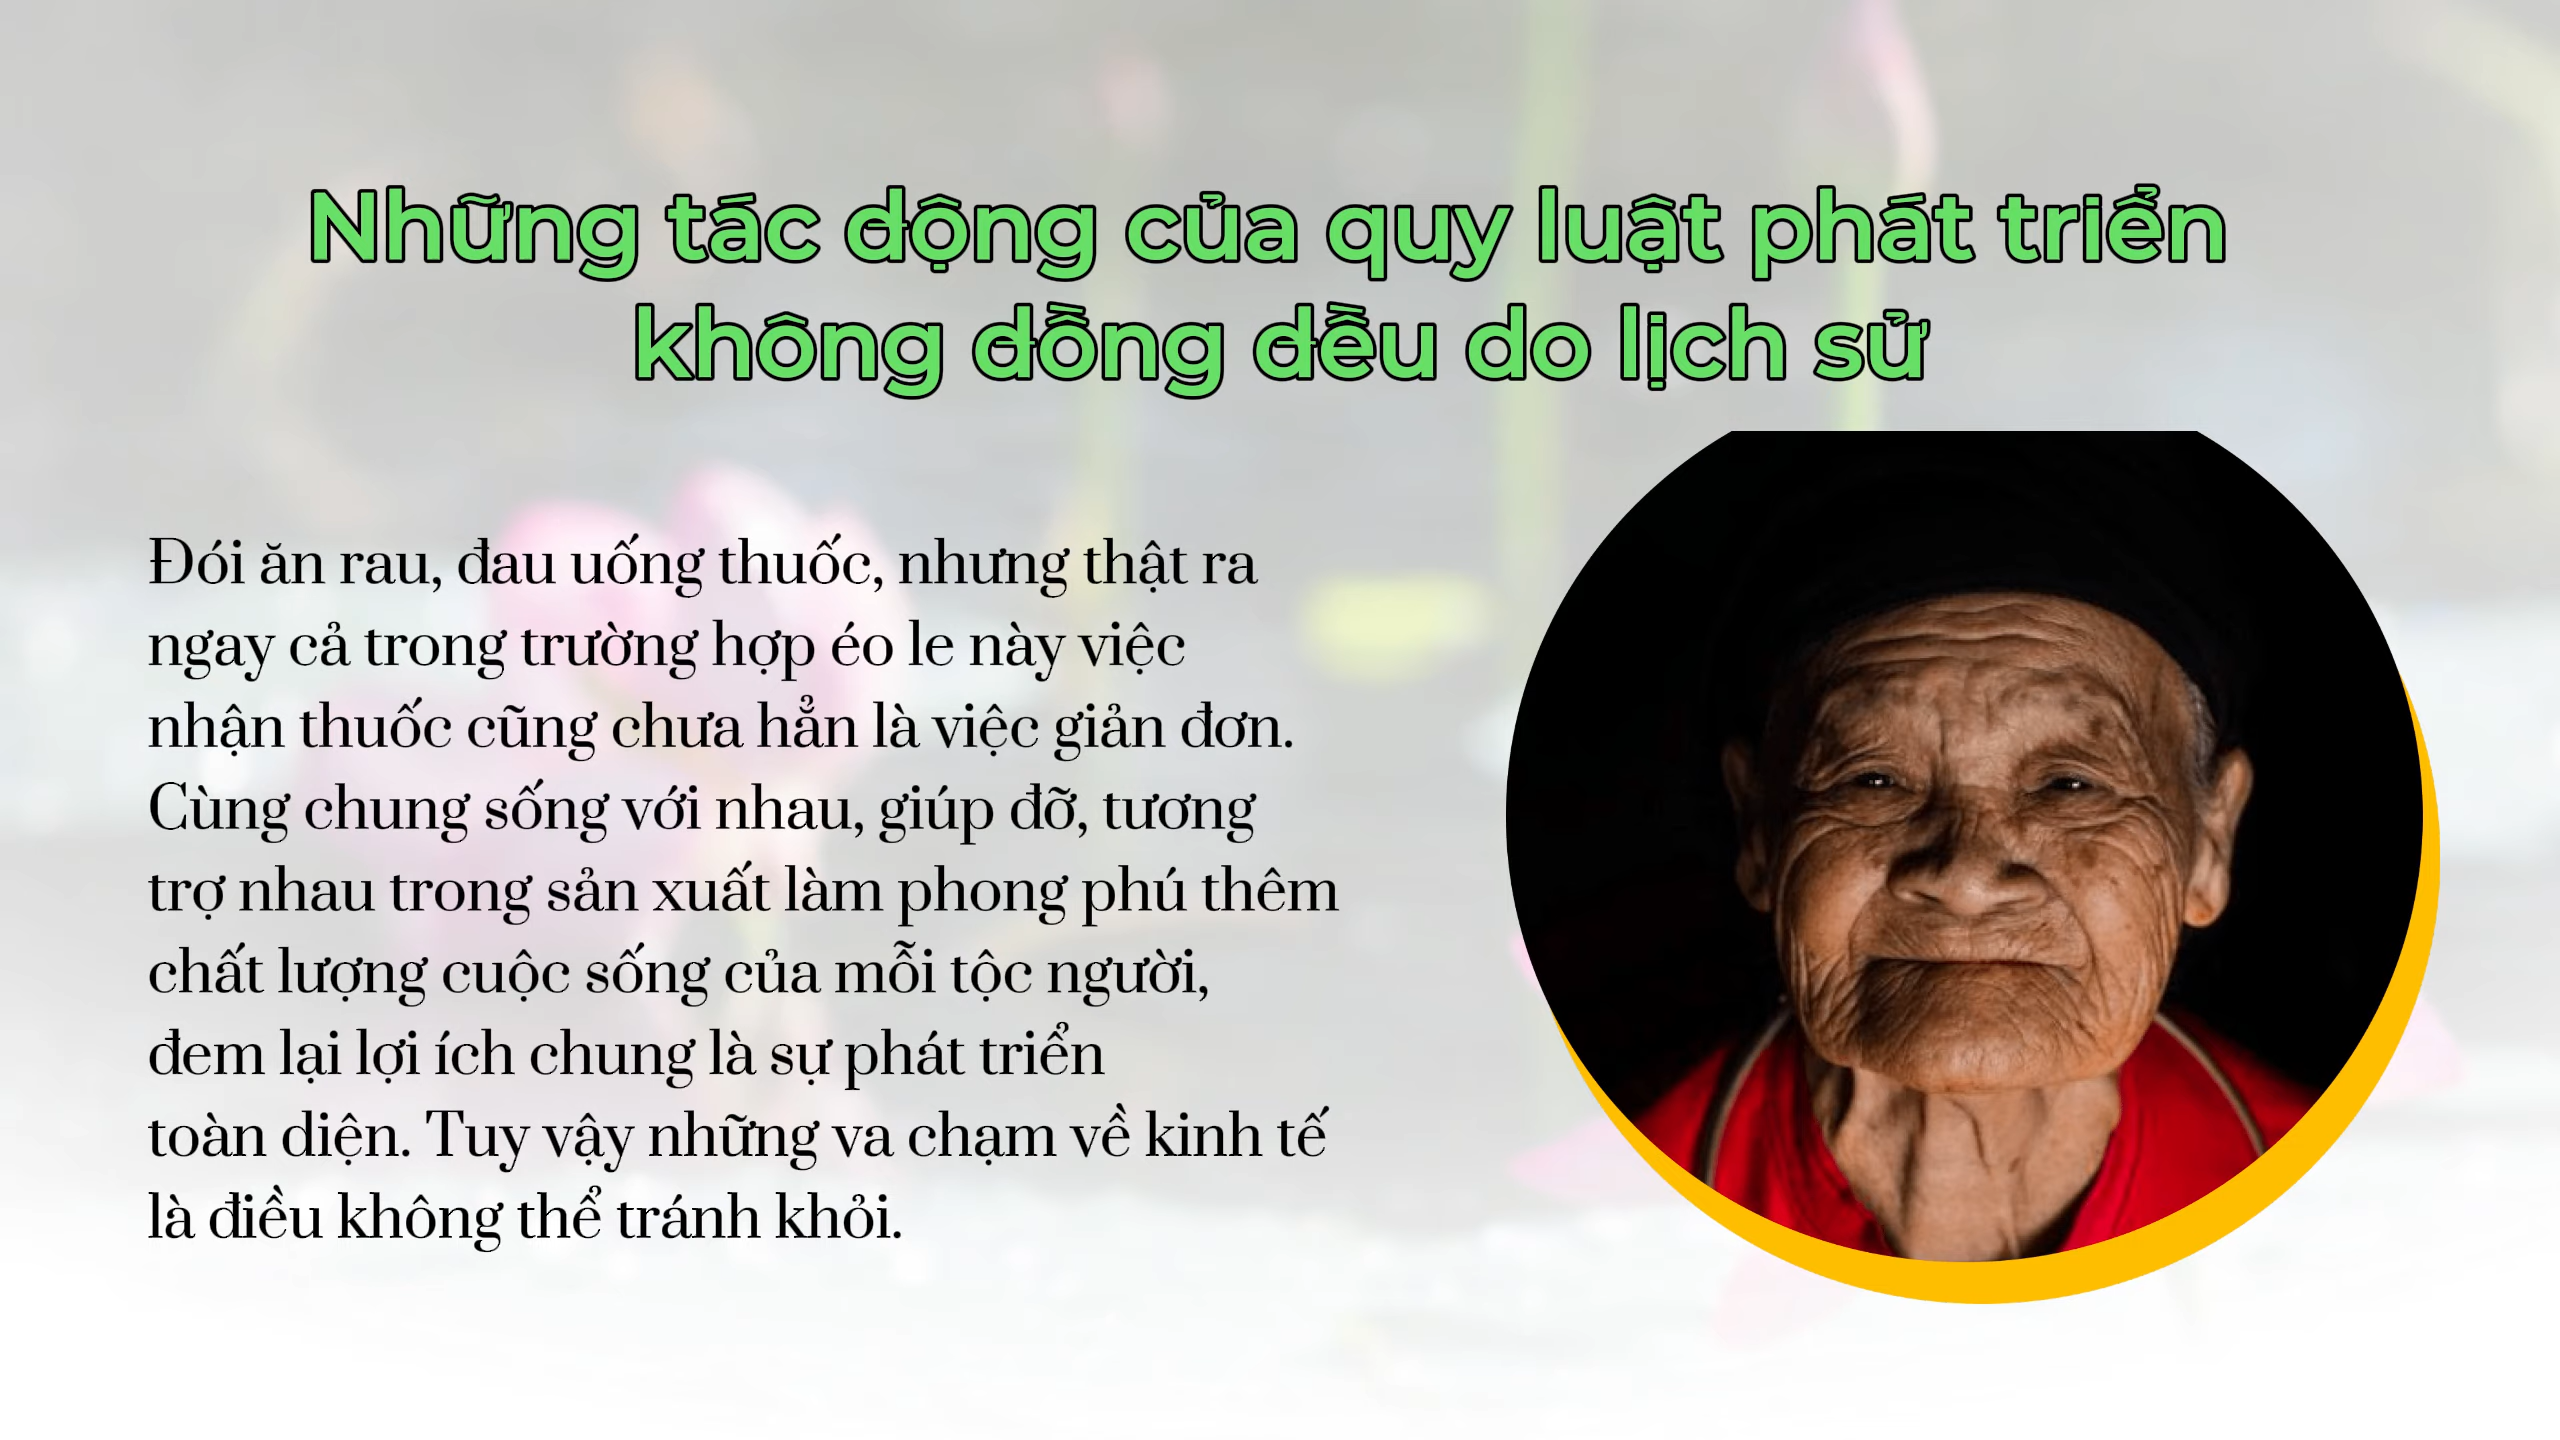 Những tác động của quy luật phát triển
không đồng đều do lịch sử
Đói ăn rau, đau uống thuốc, nhưng thật ra
ngay cả trong trường hợp éo le này việc
nhận thuốc cũng chưa hẳn là việc giản đơn.
Cùng chung sống với nhau, giúp đỡ, tương
trợ nhau trong sản xuất làm phong phú thêm
chất lượng cuộc sống của mỗi tộc người,
đem lại lợi ích chung là sự phát triển
toàn diện. Tuy vậy những va chạm về kinh tế
là điều không thể tránh khỏi.